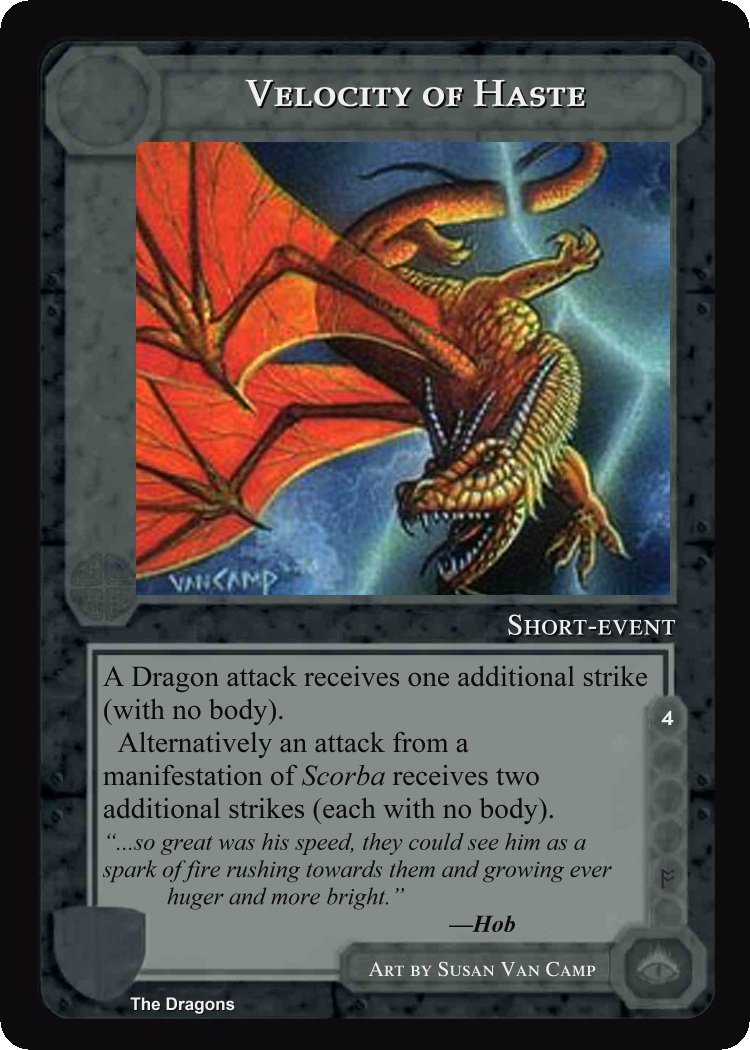 Velocity of Haste
VANCAMP
Short-event
A Dragon attack receives one additional strike
(with no body).
Alternatively an attack from a
manifestation of Scorba receives two
additional strikes (each with no body).
4
“...so great was his speed, they could see him as a
spark of fire rushing towards them and growing ever
huger and more bright.”
—Hob
Art by Susan Van Camp
The Dragons